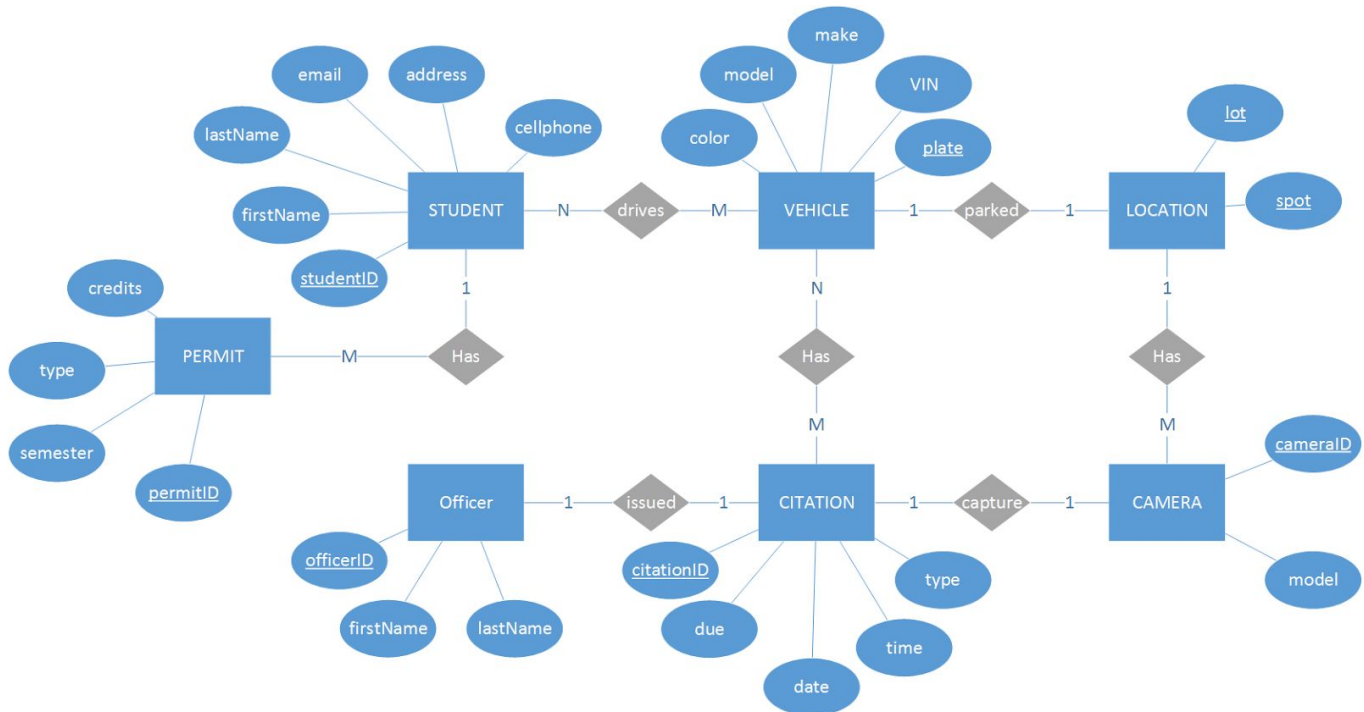 make
email
address
model
VIN
lot
lastName
cellphone
color
plate
STUDENT
N
drives
M
VEHICLE
1
parked
1
LOCATION
spot
firstName
studentID
credits
1
N
1
PERMIT
M
Has
Has
Has
type
semester
M
M
cameraID
permitID
Officer
1
issued
1
CITATION
1
capture
1
CAMERA
officerID
citationID
type
model
firstName
lastName
due
time
date